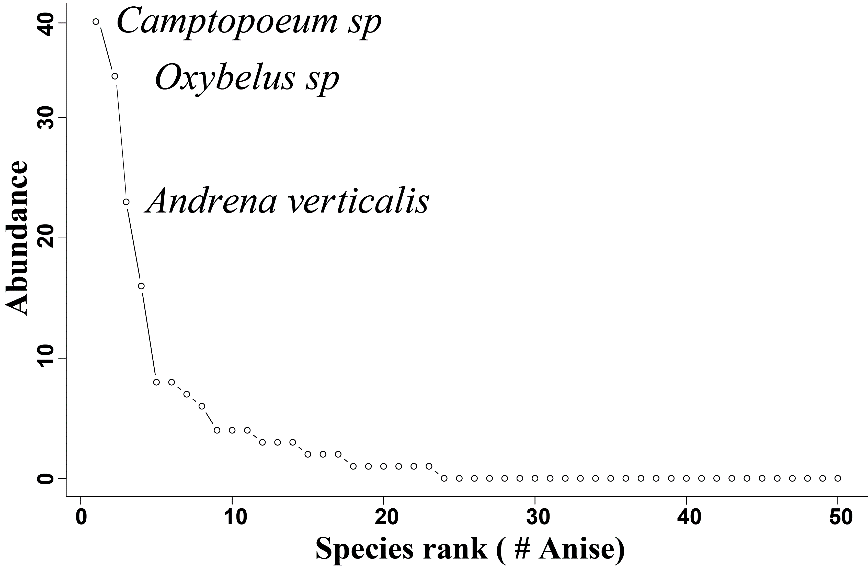 40
Camptopoeum sp
Oxybelus sp
30
Andrena verticalis
20
Abundance
10
0
0 10 20 30 40 50
Species rank ( # Anise)